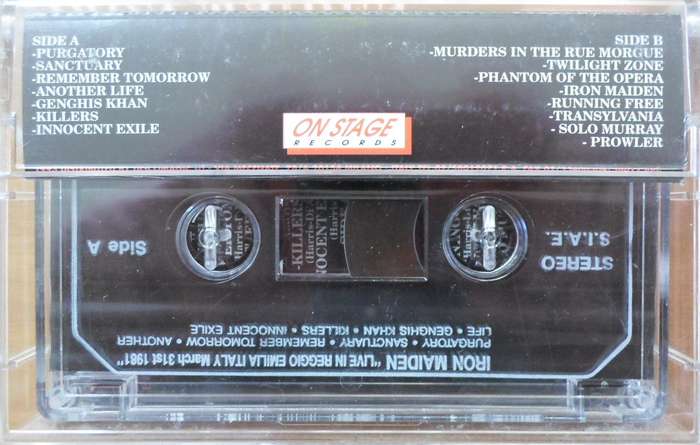 SIDE A
-PURGATORY
-SANCTUARY
-REMEMBER TOMORROW
-ANOTHER LIFE
-GENGHIS KHAN
-KILLERS
-INNOCENT EXILE
SIDE B
-MURDERS IN THE RUE MORGUE
-TWILIGHT ZONE
-PHANTOM OF THE OPERA
-IRON MAIDEN
-RUNNING FREE
-TRANSYLVANIA
- SOLO MURRAY
- PROWLER
ON STAGE
RECORDS
IRON MAIDEN "LIVE IN REGGIO EMILIA ITALY March 31st 1981"
PURGATORY • SANCTUARY • REMEMBER TOMORROW • ANOTHER
LIFE • GENGHIS KHAN • KILLERS • INNOCENT EXILE
STEREO
S.I.A.E.
Side A
-KILLERS